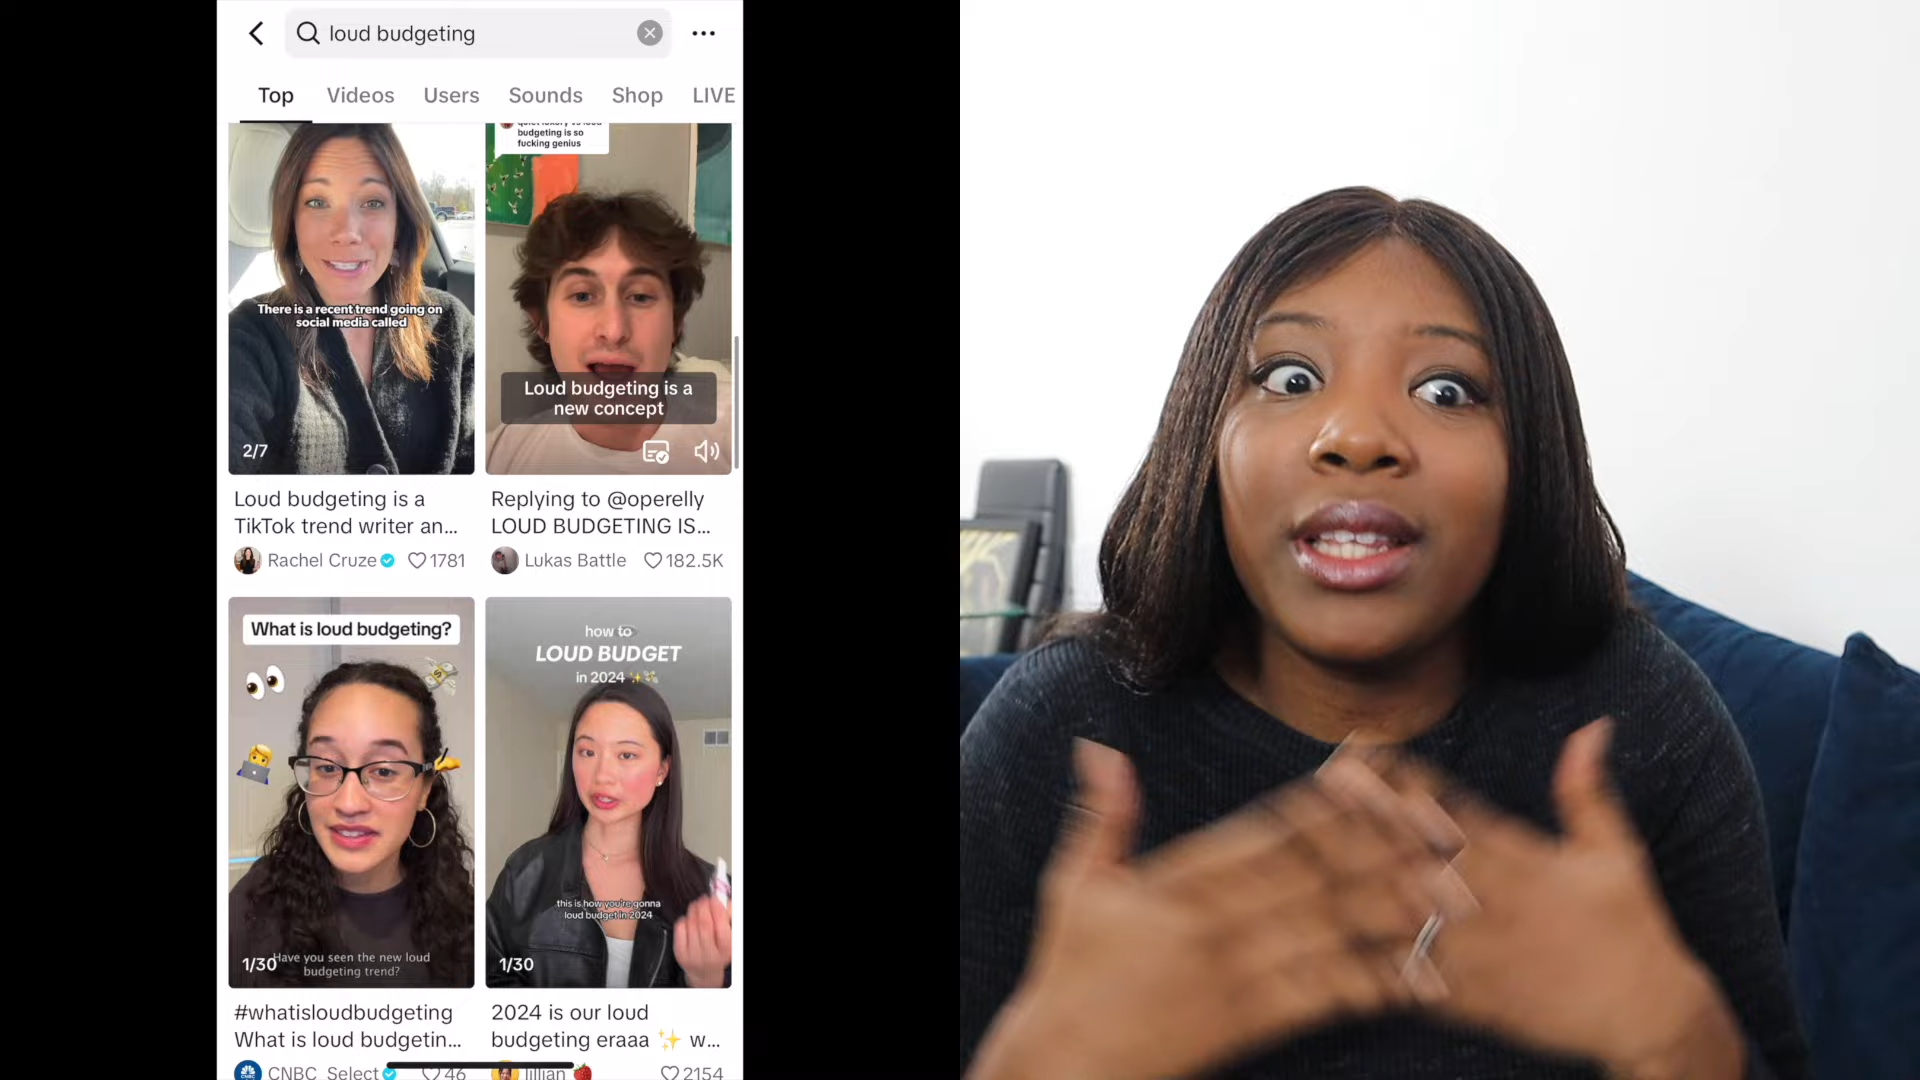 loud budgeting
Top Videos Users Sounds Shop LIVE
budgeting is so
fucking genius
There is a recent trend going on
social media called
Loud budgeting is a
new concept
2/7
Loud budgeting is a
TikTok trend writer an...
Rachel Cruze 1781
Replying to @operelly
LOUD BUDGETING IS...
Lukas Battle 182.5K
What is loud budgeting?
1/30
Have you seen the new loud
budgeting trend?
how to
LOUD BUDGET
in 2024
this is how you're gonna
loud budget in 2024
1/30
#whatisloudbudgeting
What is loud budgetin...
CNBC Select 46
2024 is our loud
budgeting eraaa ✨ w...
jillian 2154